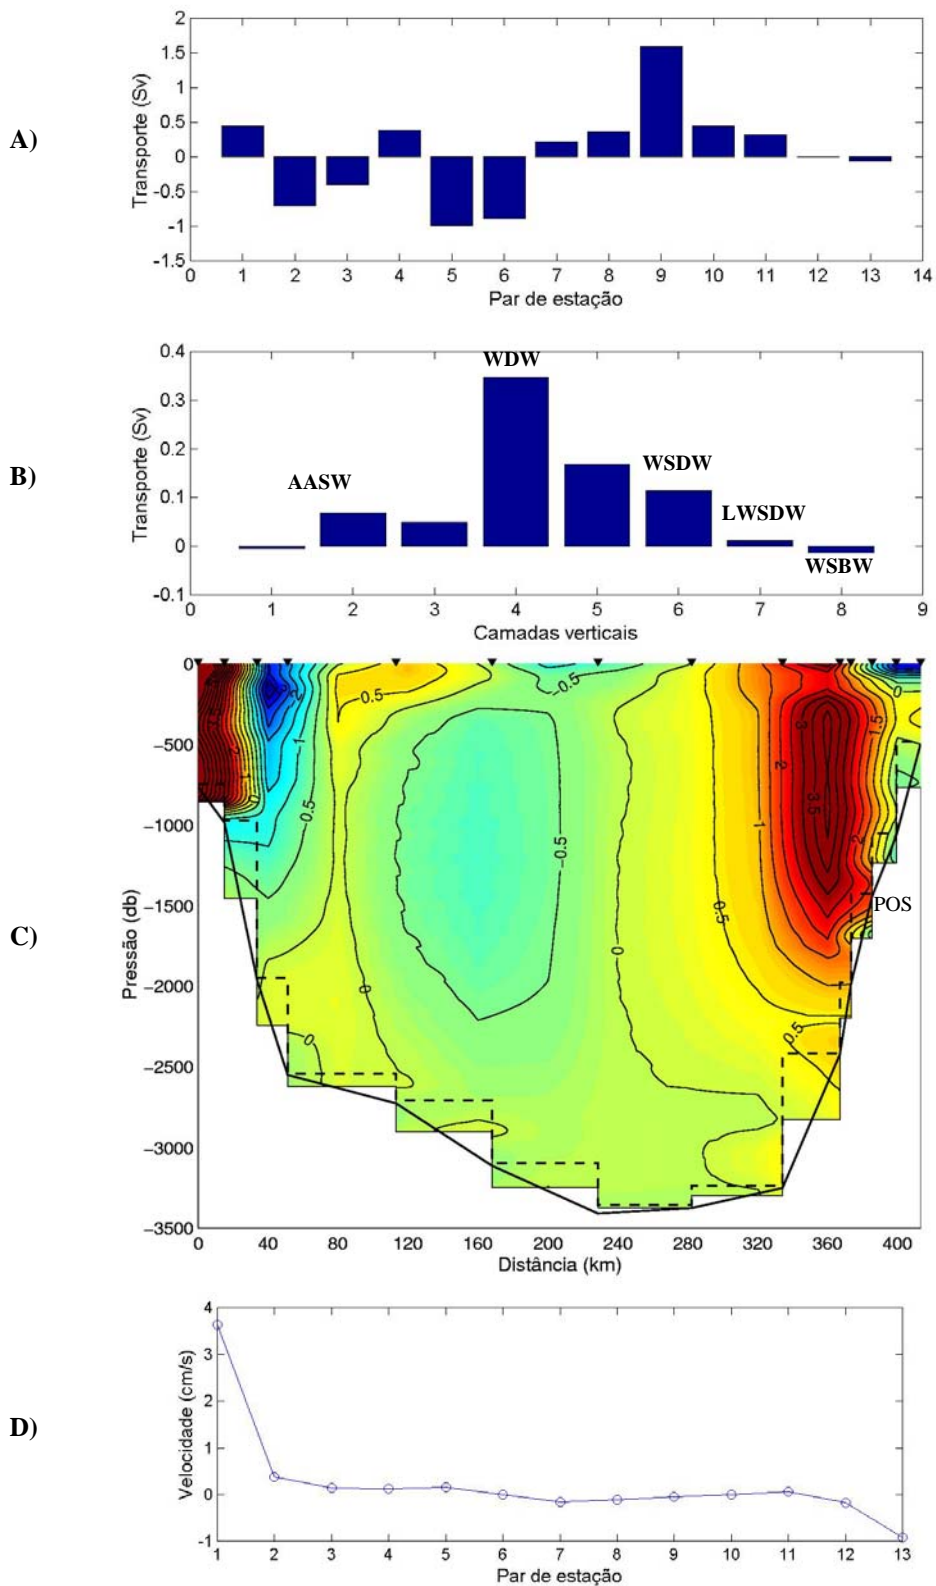 A)
Transporte (Sv)
2
1.5
1
0.5
0
-0.5
-1
-1.5
0 1 2 3 4 5 6 7 8 9 10 11 12 13 14
Par de estação
B)
Transporte (Sv)
0.4
0.3
0.2
0.1
0
-0.1
AASW
WDW
WSDW
LWSDW
WSBW
0 1 2 3 4 5 6 7 8 9
Camadas verticais
C)
Pressão (db)
0
−500
−1000
−1500
−2000
−2500
−3000
−3500
−0.5
−0.5
0
1.5
1
−0.5
−0.5
3
2
3.5
1
2
0.5
0
0
0
0.5
POS
0 40 80 120 160 200 240 280 320 360 400
Distância (km)
D)
Velocidade (cm/s)
4
3
2
1
0
-1
1 2 3 4 5 6 7 8 9 10 11 12 13
Par de estação